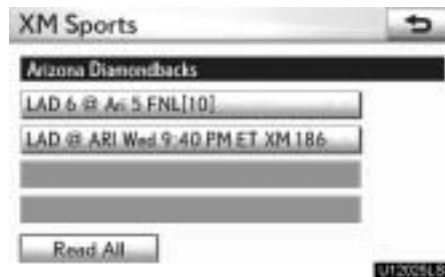 XM Sports
Arizona Diamondbacks
LAD 6 @ Ari 5 FNL[10]
LAD @ ARI Wed 9:40 PM ET XM 186
Read All